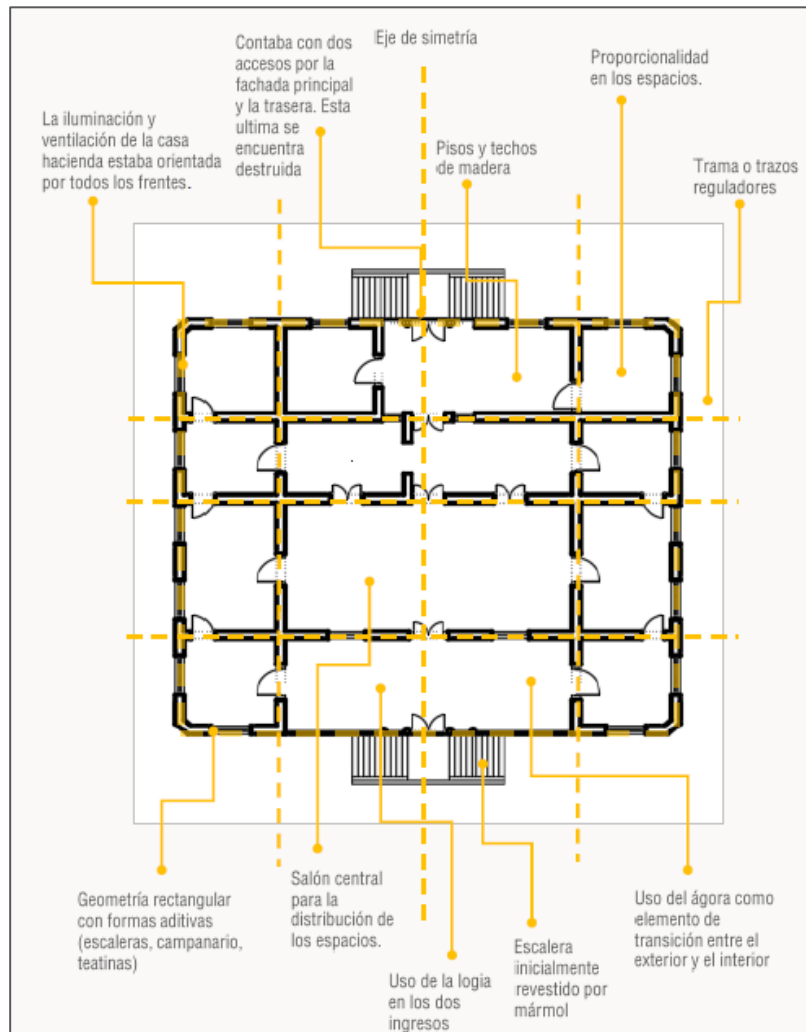 Contaba con dos
accesos por la
fachada principal
y la trasera. Esta
ultima se
encuentra
destruida
Eje de simetría
Proporcionalidad
en los espacios.
La iluminación y
ventilación de la casa
hacienda estaba orientada
por todos los frentes.
Pisos y techos
de madera
Trama o trazos
reguladores
Geometría rectangular
con formas aditivas
(escaleras, campanario,
teatinas)
Salón central
para la
distribución de
los espacios.
Uso de la logia
en los dos
ingresos
Escalera
inicialmente
revestido por
mármol
Uso del ágora como
elemento de
transición entre el
exterior y el interior